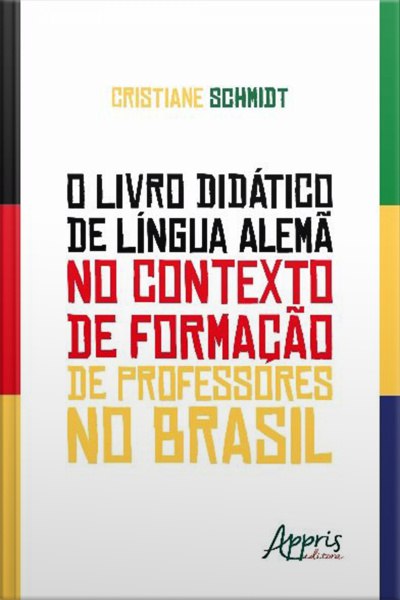 CRISTIANE SCHMIDT
O LIVRO DIDÁTICO
DE LÍNGUA ALEMÃ
NO CONTEXTO
DE FORMAÇÃO
DE PROFESSORES
NO BRASIL
Appris
editora